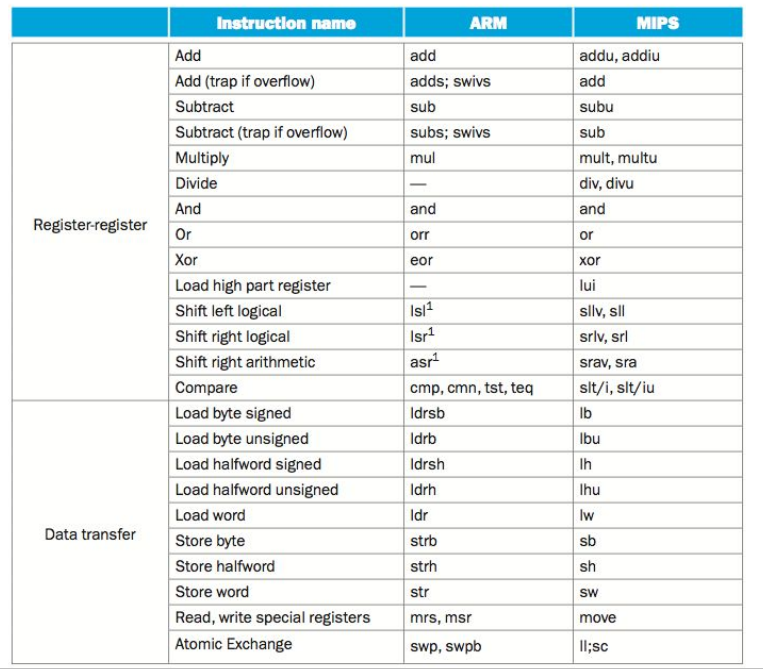 Instruction name ARM MIPS
Add add addu, addiu
Add (trap if overflow) adds; swivs add
Subtract sub subu
Subtract (trap if overflow) subs; swivs sub
Multiply mul mult, multu
Divide — div, divu
And and and
Register-register
Or orr or
Xor eor xor
Load high part register — lui
Shift left logical lsl1 sllv, sll
Shift right logical lsr1 srlv, srl
Shift right arithmetic asr1 srav, sra
Compare cmp, cmn, tst, teq slt/i, slt/iu
Load byte signed ldrsb lb
Load byte unsigned ldrb lbu
Load halfword signed ldrsh lh
Load halfword unsigned ldrh lhu
Load word ldr lw
Data transfer
Store byte strb sb
Store halfword strh sh
Store word str sw
Read, write special registers mrs, msr move
Atomic Exchange swp, swpb ll;sc